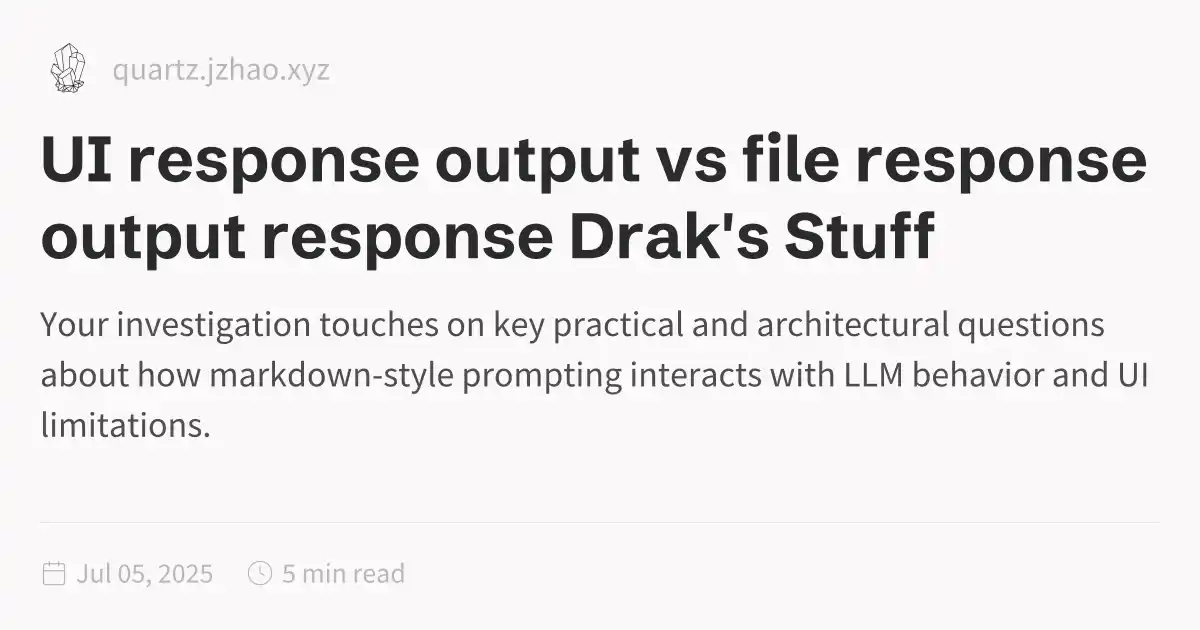 quartz.jzhao.xyz
UI response output vs file response
output response Drak's Stuff
Your investigation touches on key practical and architectural questions
about how markdown-style prompting interacts with LLM behavior and UI
limitations.
Jul 05, 2025 5 min read